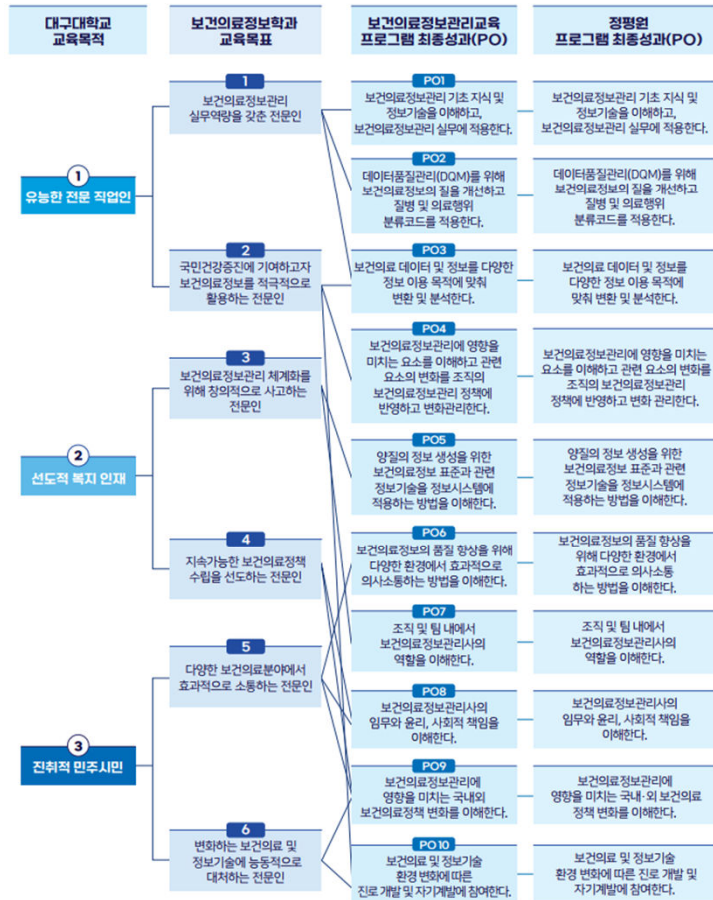 대구대학교
교육목적
보건의료정보학과
교육목표
보건의료정보관리교육
프로그램 최종성과(PO)
정평원
프로그램 최종성과(PO)
1
유능한 전문 직업인
2
선도적 복지 인재
3
진취적 민주시민
1
보건의료정보관리
실무역량을 갖춘 전문인
2
국민건강증진에 기여하고자
보건의료정보를 적극적으로
활용하는 전문인
3
보건의료정보관리 체계화를
위해 창의적으로 사고하는
전문인
4
지속가능한 보건의료정책
수립을 선도하는 전문인
5
다양한 보건의료분야에서
효과적으로 소통하는 전문인
6
변화하는 보건의료 및
정보기술에 능동적으로
대처하는 전문인
PO1
보건의료정보관리 기초 지식 및
정보기술을 이해하고,
보건의료정보관리 실무에 적용한다.
PO2
데이터품질관리(DQM)를 위해
보건의료정보의 질을 개선하고
질병 및 의료행위
분류코드를 적용한다.
PO3
보건의료 데이터 및 정보를 다양한
정보 이용 목적에 맞춰
변환 및 분석한다.
PO4
보건의료정보관리에 영향을
미치는 요소를 이해하고 관련
요소의 변화를 조직의
보건의료정보관리 정책에
반영하고 변화관리한다.
PO5
양질의 정보 생성을 위한
보건의료정보 표준과 관련
정보기술을 정보시스템에
적용하는 방법을 이해한다.
PO6
보건의료정보의 품질 향상을 위해
다양한 환경에서 효과적으로
의사소통하는 방법을 이해한다.
PO7
조직 및 팀 내에서
보건의료정보관리사의
역할을 이해한다.
PO8
보건의료정보관리사의
임무와 윤리, 사회적 책임을
이해한다.
PO9
보건의료정보관리에
영향을 미치는 국내외
보건의료정책 변화를 이해한다.
PO10
보건의료 및 정보기술
환경 변화에 따른
진로 개발 및 자기계발에 참여한다.
보건의료정보관리 기초 지식 및
정보기술을 이해하고,
보건의료정보관리 실무에 적용한다.
데이터품질관리(DQM)를 위해
보건의료정보의 질을 개선하고
질병 및 의료행위
분류코드를 적용한다.
보건의료 데이터 및 정보를
다양한 정보 이용 목적에
맞춰 변환 및 분석한다.
보건의료정보관리에 영향을 미치는
요소를 이해하고 관련 요소의 변화를
조직의 보건의료정보관리
정책에 반영하고 변화 관리한다.
양질의 정보 생성을 위한
보건의료정보 표준과 관련
정보기술을 정보시스템에
적용하는 방법을 이해한다.
보건의료정보의 품질 향상을
위해 다양한 환경에서
효과적으로 의사소통
하는 방법을 이해한다.
조직 및 팀 내에서
보건의료정보관리사의
역할을 이해한다.
보건의료정보관리사의
임무와 윤리, 사회적 책임을
이해한다.
보건의료정보관리에
영향을 미치는 국내·외 보건의료
정책 변화를 이해한다.
보건의료 및 정보기술
환경 변화에 따른 진로 개발 및
자기계발에 참여한다.